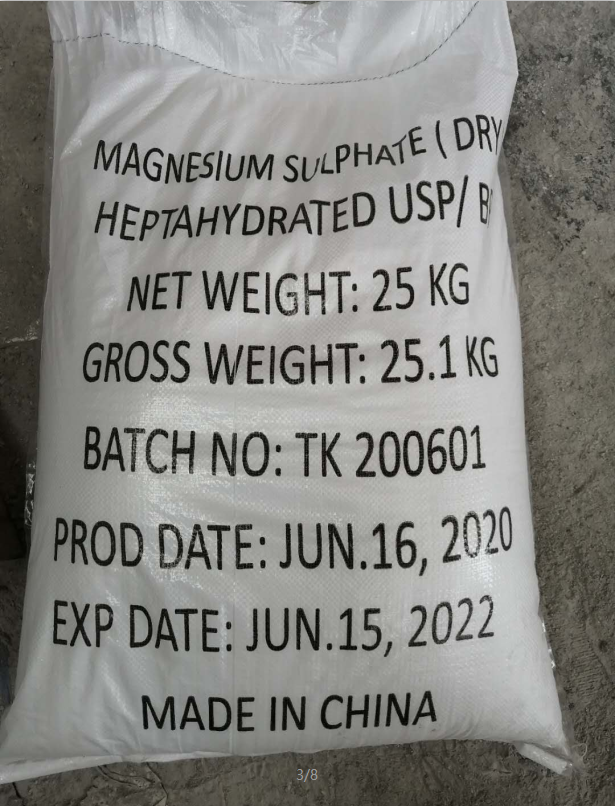 MAGNESIUM SULPHATE ( DRY
HEPTAHYDRATED USP/
NET WEIGHT: 25 KG
GROSS WEIGHT: 25.1 KG
BATCH NO: TK 200601
PROD DATE: JUN.16, 2020
EXP DATE: JUN.15, 2022
MADE IN CHINA
3/8